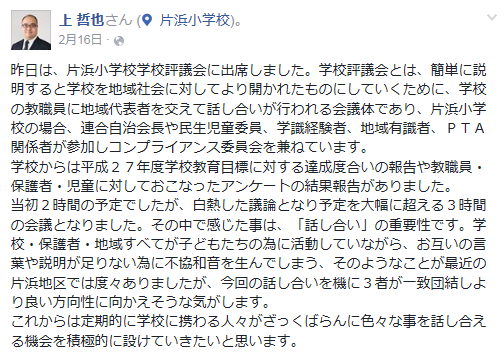 上 哲也さん ( 片浜小学校)。
2月16日 ·
昨日は、片浜小学校学校評議会に出席しました。学校評議会とは、簡単に説
明すると学校を地域社会に対してより開かれたものにしていくために、学校
の教職員に地域代表者を交えて話し合いが行われる会議体であり、片浜小学
校の場合、連合自治会長や民生児童委員、学識経験者、地域有識者、ＰＴＡ
関係者が参加しコンプライアンス委員会を兼ねています。
学校からは平成２７年度学校教育目標に対する達成度合いの報告や教職員・
保護者・児童に対しておこなったアンケートの結果報告がありました。
当初２時間の予定でしたが、白熱した議論となり予定を大幅に超える３時間
の会議となりました。その中で感じた事は、「話し合い」の重要性です。学
校・保護者・地域すべてが子どもたちの為に活動していながら、お互いの言
葉や説明が足りない為に不協和音を生んでしまう、そのようなことが最近の
片浜地区では度々ありましたが、今回の話し合いを機に３者が一致団結しよ
り良い方向性に向かえそうな気がします。
これからは定期的に学校に携わる人々がざっくばらんに色々な事を話し合え
る機会を積極的に設けていきたいと思います。